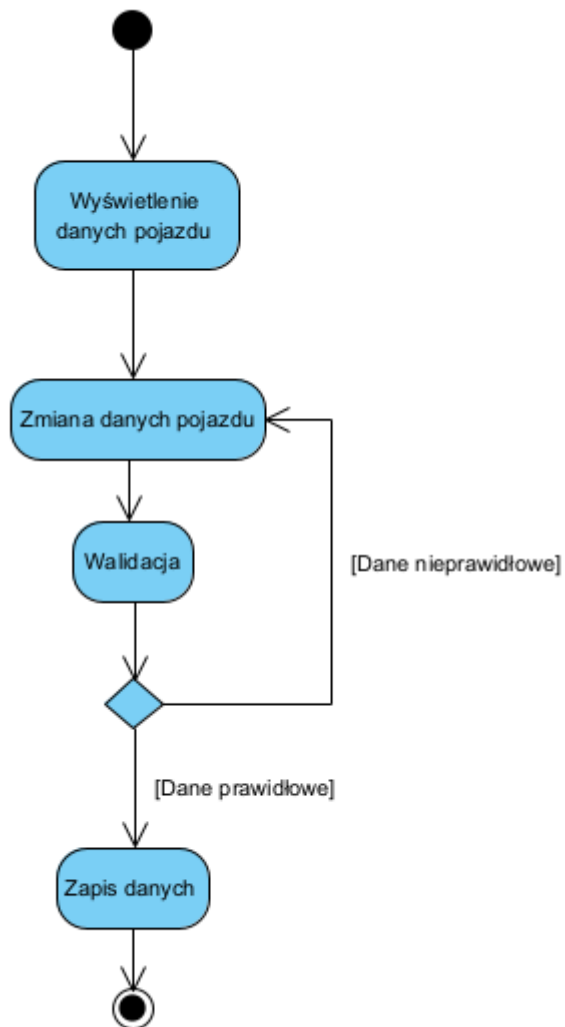 Wyświetlenie
danych pojazdu
Zmiana danych pojazdu
Walidacja
[Dane nieprawidłowe]
[Dane prawidłowe]
Zapis danych